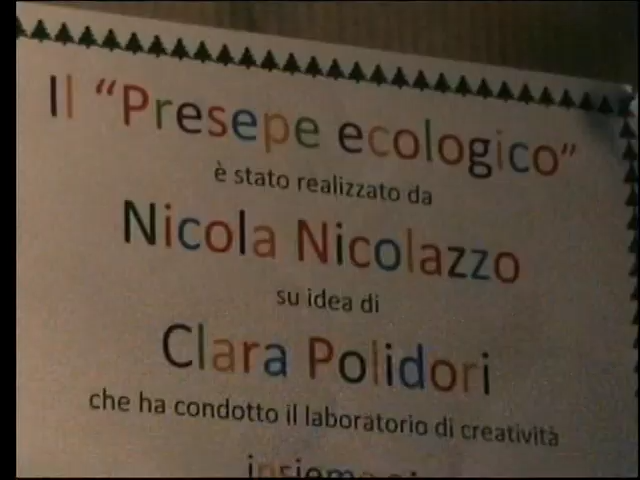 Il “Presepe ecologico”
è stato realizzato da
Nicola Nicolazzo
su idea di
Clara Polidori
che ha condotto il laboratorio di creatività
insieme